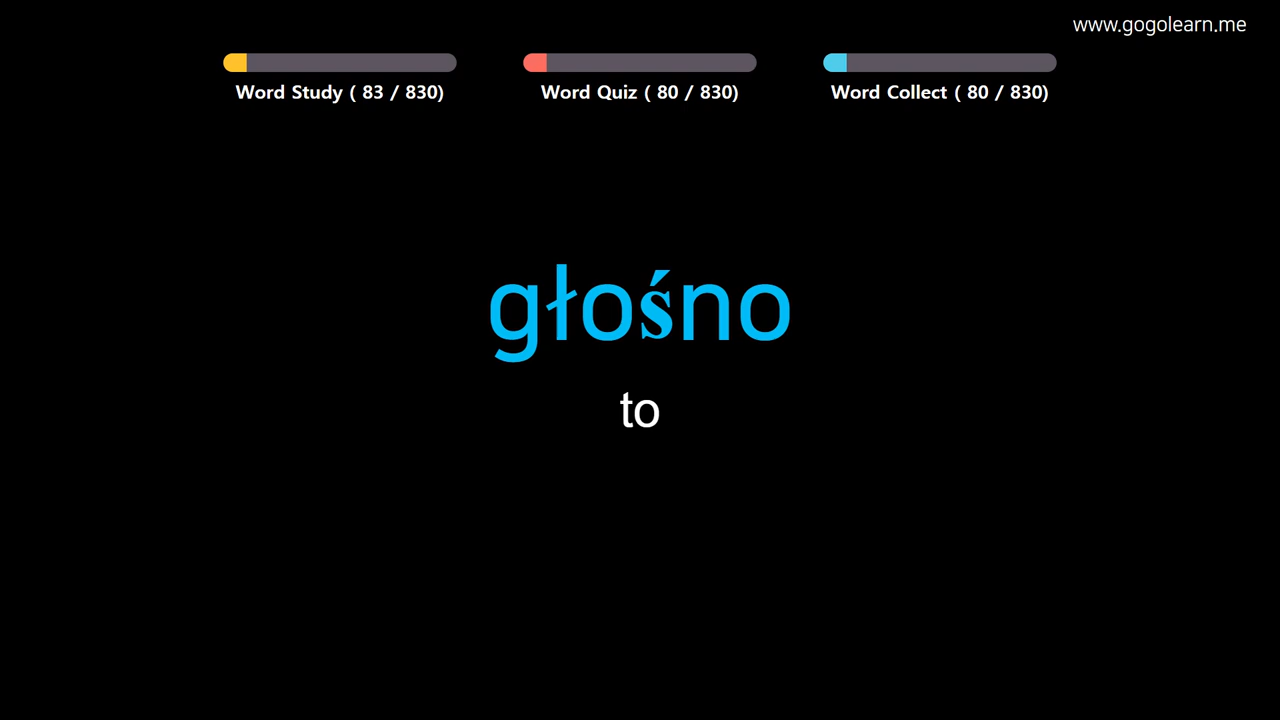 www.gogolearn.me
Word Study ( 83 / 830)
Word Quiz ( 80 / 830)
Word Collect ( 80 / 830)
głośno
to